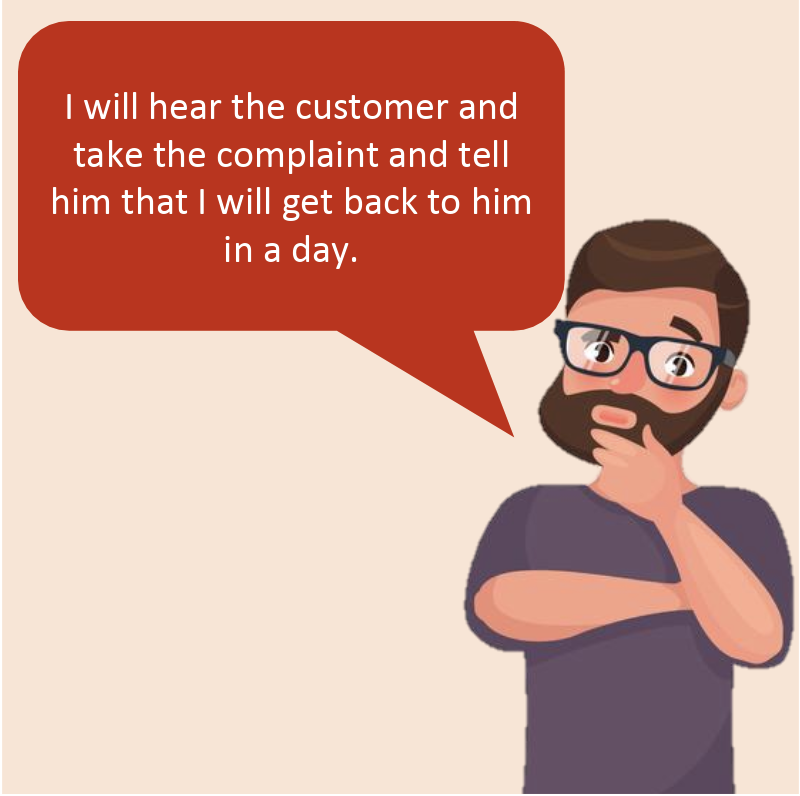 I will hear the customer and
take the complaint and tell
him that I will get back to him
in a day.